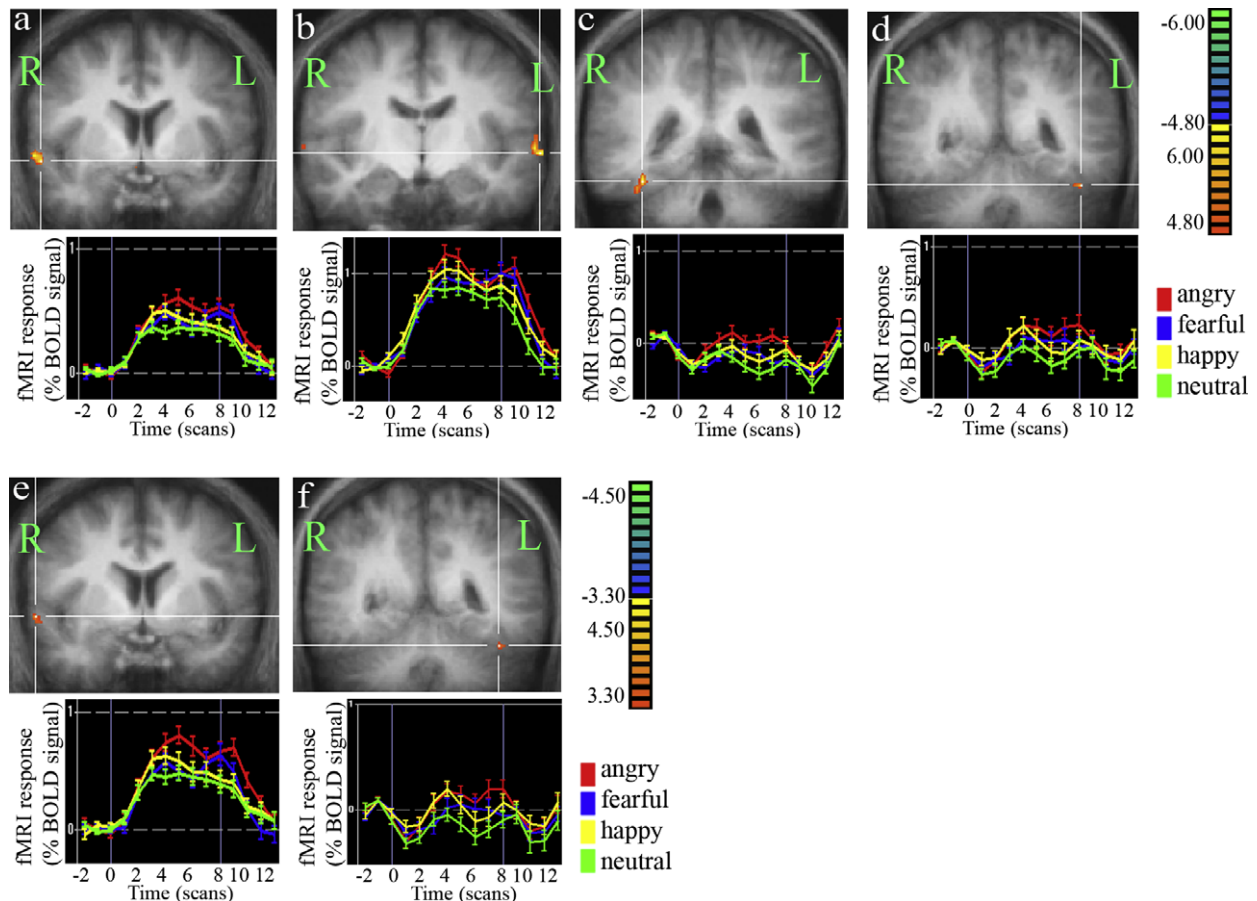 a
R
L
b
L
c
R
L
d
R
L
-6.00
-4.80
6.00
4.80
fMRI response
(% BOLD signal)
1
0
-2 0 2 4 6 8 10 12
Time (scans)
fMRI response
(% BOLD signal)
1
0
-2 0 2 4 6 8 10 12
Time (scans)
fMRI response
(% BOLD signal)
1
0
-2 0 2 4 6 8 10 12
Time (scans)
fMRI response
(% BOLD signal)
1
0
-2 0 2 4 6 8 10 12
Time (scans)
angry
fearful
happy
neutral
e
R
L
f
R
L
-4.50
-3.30
4.50
3.30
fMRI response
(% BOLD signal)
1
0
-2 0 2 4 6 8 10 12
Time (scans)
fMRI response
(% BOLD signal)
1
0
-2 0 2 4 6 8 10 12
Time (scans)
angry
fearful
happy
neutral